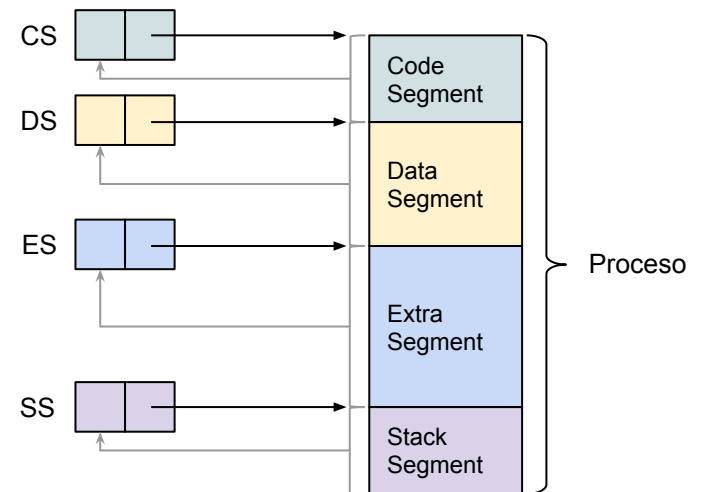 CS
Code
Segment
DS
Data
Segment
ES
Proceso
Extra
Segment
SS
Stack
Segment